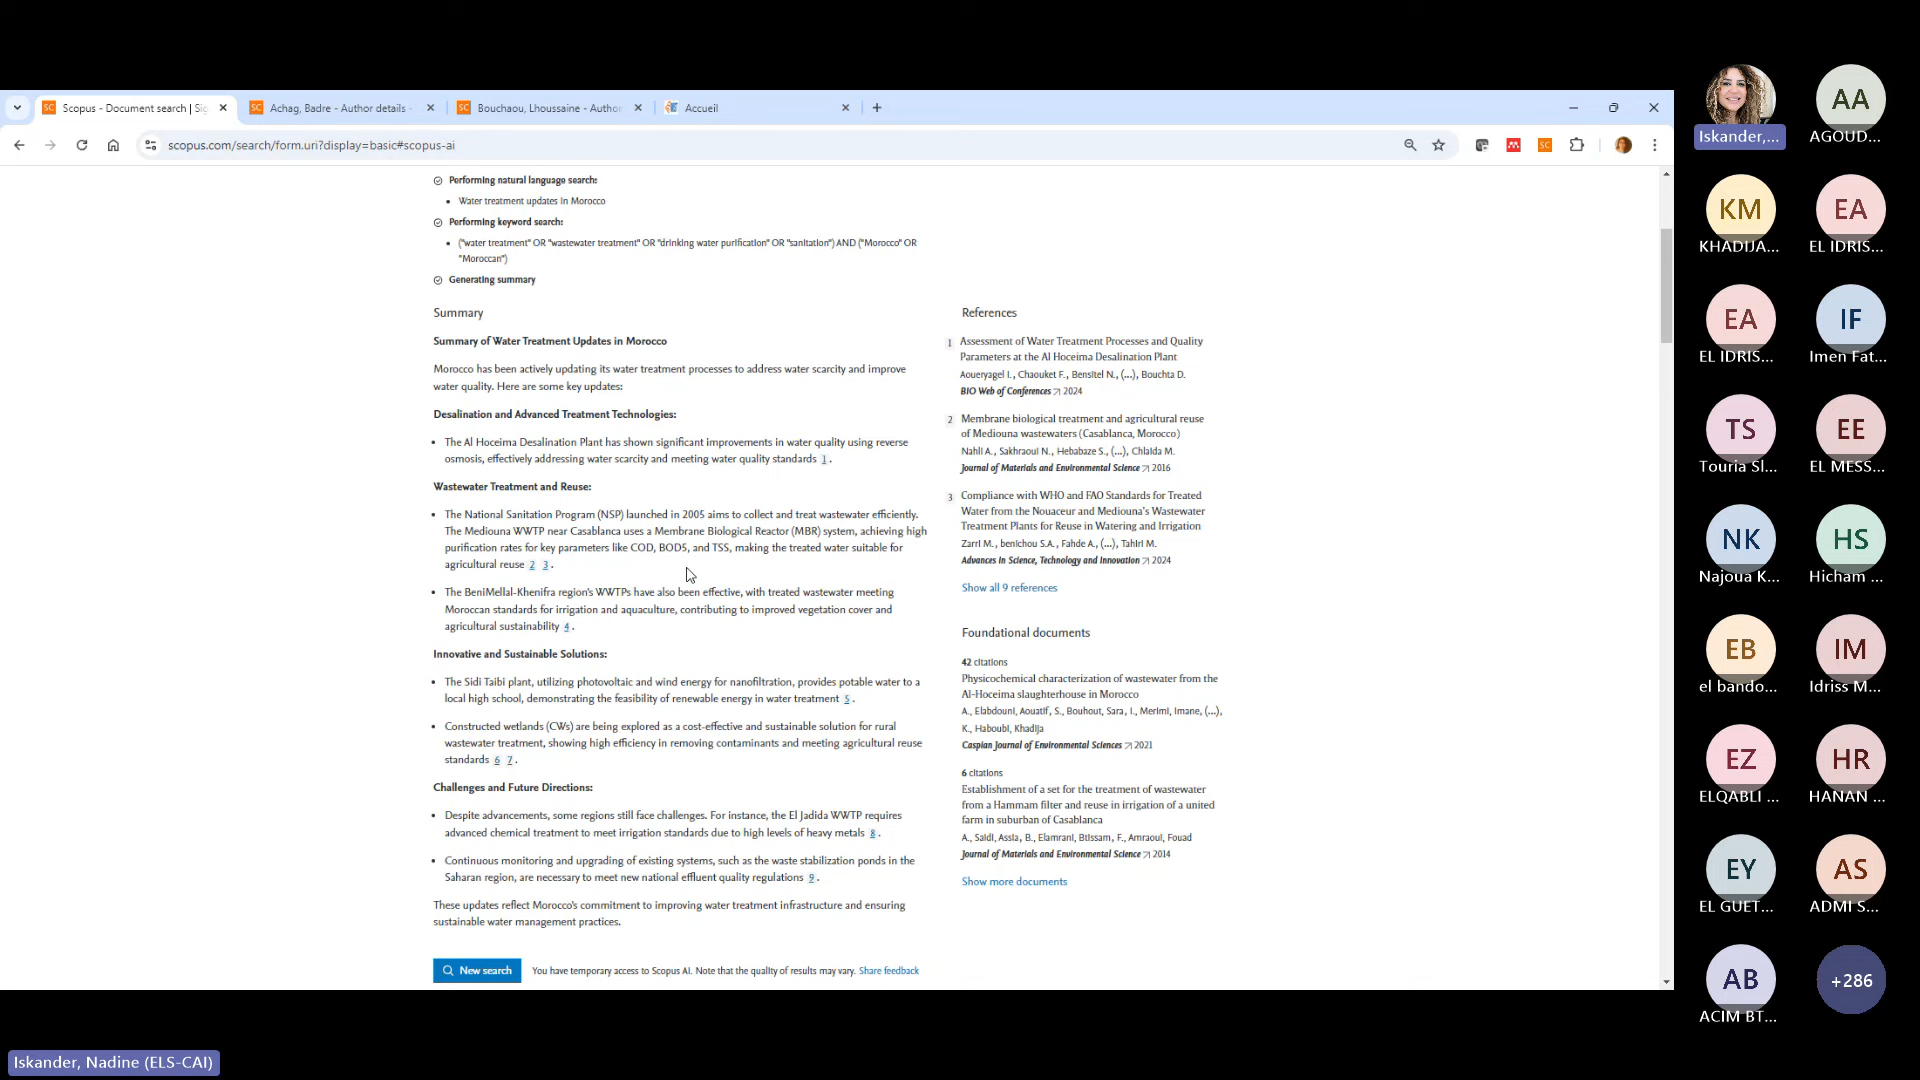 Scopus - Document search | Sig
Achag, Badre - Author details -
Bouchaou, Lhoussaine - Autho
Accueil
scopus.com/search/form.uri?display=basic#scopus-ai
Performing natural language search:
• Water treatment updates in Morocco
Performing keyword search:
• ("water treatment" OR "wastewater treatment" OR "drinking water purification" OR "sanitation") AND ("Morocco" OR
"Moroccan")
Generating summary
Summary
Summary of Water Treatment Updates in Morocco
Morocco has been actively updating its water treatment processes to address water scarcity and improve
water quality. Here are some key updates:
Desalination and Advanced Treatment Technologies:
• The Al Hoceima Desalination Plant has shown significant improvements in water quality using reverse
osmosis, effectively addressing water scarcity and meeting water quality standards 1 .
Wastewater Treatment and Reuse:
• The National Sanitation Program (NSP) launched in 2005 aims to collect and treat wastewater efficiently.
The Mediouna WWTP near Casablanca uses a Membrane Biological Reactor (MBR) system, achieving high
purification rates for key parameters like COD, BOD5, and TSS, making the treated water suitable for
agricultural reuse 2 3 .
• The BeniMellal-Khenifra region's WWTPs have also been effective, with treated wastewater meeting
Moroccan standards for irrigation and aquaculture, contributing to improved vegetation cover and
agricultural sustainability 4 .
Innovative and Sustainable Solutions:
• The Sidi Taibi plant, utilizing photovoltaic and wind energy for nanofiltration, provides potable water to a
local high school, demonstrating the feasibility of renewable energy in water treatment 5 .
• Constructed wetlands (CWs) are being explored as a cost-effective and sustainable solution for rural
wastewater treatment, showing high efficiency in removing contaminants and meeting agricultural reuse
standards 6 7 .
Challenges and Future Directions:
• Despite advancements, some regions still face challenges. For instance, the El Jadida WWTP requires
advanced chemical treatment to meet irrigation standards due to high levels of heavy metals 8 .
• Continuous monitoring and upgrading of existing systems, such as the waste stabilization ponds in the
Saharan region, are necessary to meet new national effluent quality regulations 9 .
These updates reflect Morocco's commitment to improving water treatment infrastructure and ensuring
sustainable water management practices.
New search
You have temporary access to Scopus AI. Note that the quality of results may vary. Share feedback
References
1 Assessment of Water Treatment Processes and Quality
Parameters at the Al Hoceima Desalination Plant
Aoueryagel I., Chaouket F., Bensitel N., (...), Bouchta D.
BIO Web of Conferences 2024
2 Membrane biological treatment and agricultural reuse
of Mediouna wastewaters (Casablanca, Morocco)
Nahli A., Sakhraoui N., Hebabaze S., (...), Chlaida M.
Journal of Materials and Environmental Science 2016
3 Compliance with WHO and FAO Standards for Treated
Water from the Nouaceur and Mediouna's Wastewater
Treatment Plants for Reuse in Watering and Irrigation
Zarri M., benichou S.A., Fahde A., (...), Tahiri M.
Advances in Science, Technology and Innovation 2024
Show all 9 references
Foundational documents
42 citations
Physicochemical characterization of wastewater from the
Al-Hoceima slaughterhouse in Morocco
A., Elabdouni, Aouatif, S., Bouhout, Sara, I., Merimi, Imane, (...),
K., Haboubi, Khadija
Caspian Journal of Environmental Sciences 2021
6 citations
Establishment of a set for the treatment of wastewater
from a Hammam filter and reuse in irrigation of a united
farm in suburban of Casablanca
A., Saidi, Assia, B., Elamrani, Btissam, F., Amraoui, Fouad
Journal of Materials and Environmental Science 2014
Show more documents
Iskander,...
AA
AGOUD...
KM
KHADIJA...
EA
EL IDRIS...
EA
EL IDRIS...
IF
Imen Fat...
TS
Touria Sl...
EE
EL MESS...
NK
Najoua K...
HS
Hicham ...
EB
el bando...
IM
Idriss M...
EZ
ELQABLI ...
HR
HANAN ...
EY
EL GUET...
AS
ADMI S...
AB
ACIM BT...
+286
Iskander, Nadine (ELS-CAI)